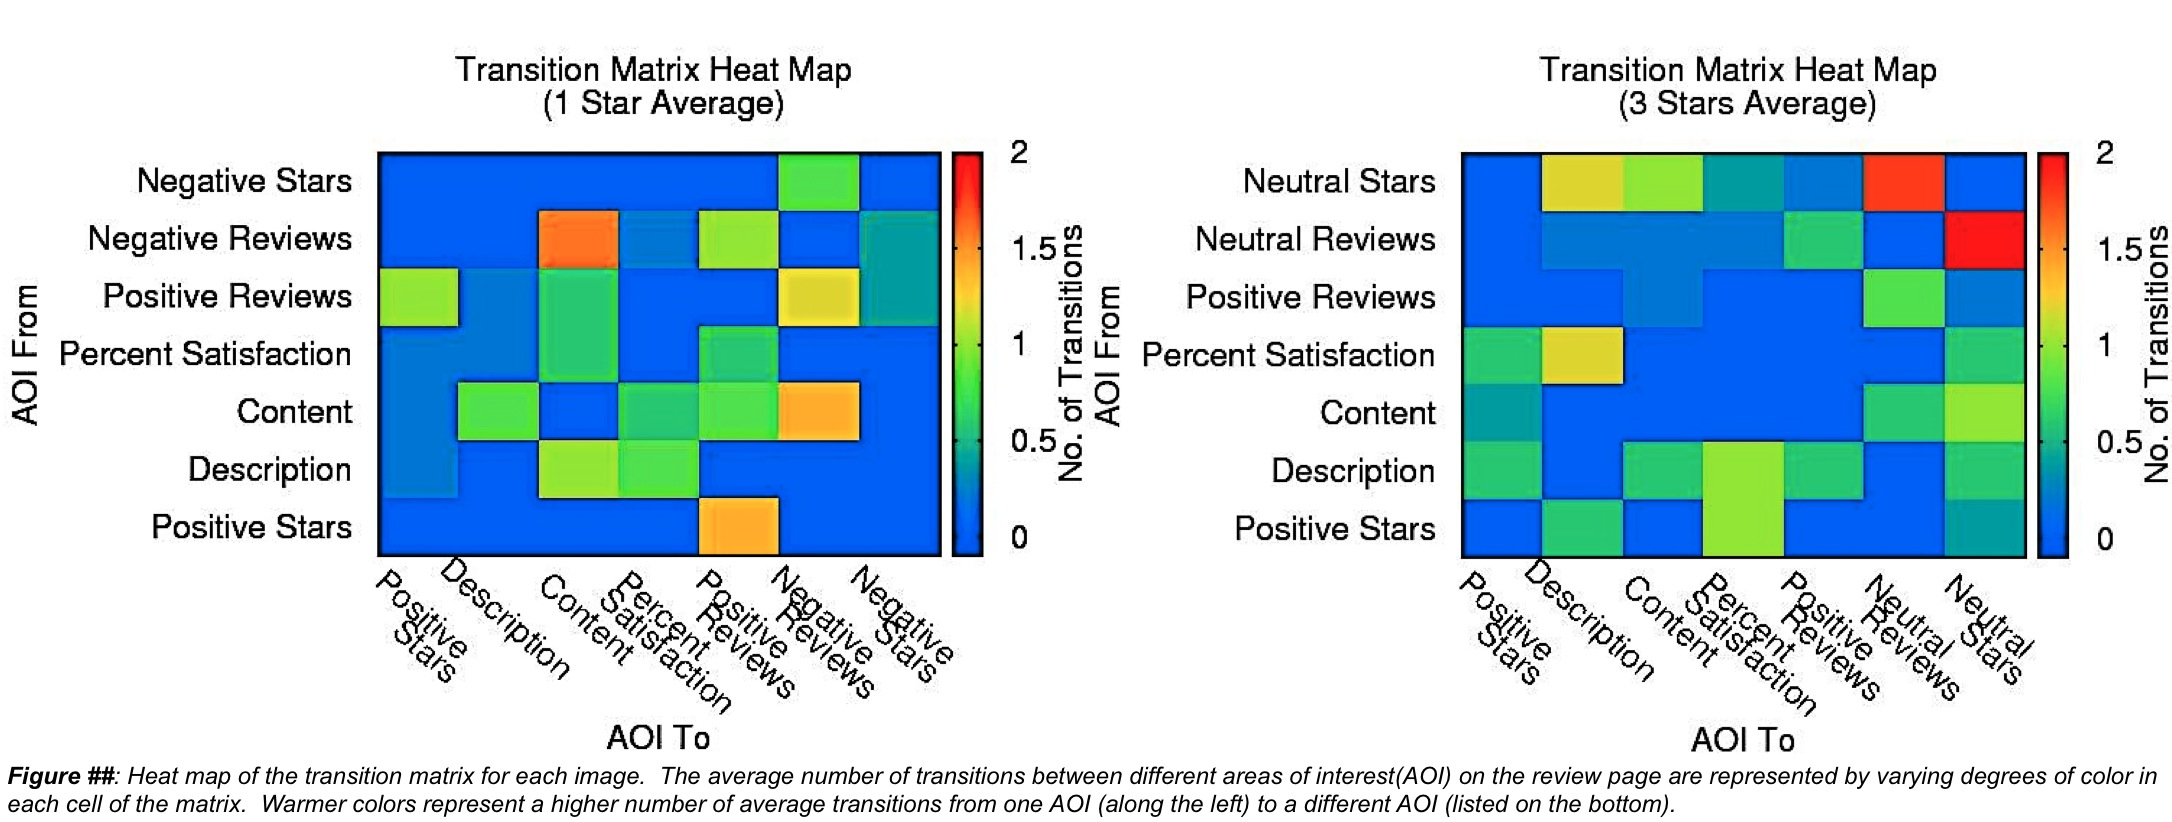 Transition Matrix Heat Map
(1 Star Average)
AOI From
Negative Stars
Negative Reviews
Positive Reviews
Percent Satisfaction
Content
Description
Positive Stars
Positive
Stars
Description
Content
Percent
Satisfaction
Positive
Reviews
Negative
Reviews
Negative
Stars
AOI To
2
1.5
1
0.5
0
No. of Transitions
Transition Matrix Heat Map
(3 Stars Average)
AOI From
Neutral Stars
Neutral Reviews
Positive Reviews
Percent Satisfaction
Content
Description
Positive Stars
Positive
Stars
Description
Content
Percent
Satisfaction
Positive
Reviews
Neutral
Reviews
Neutral
Stars
AOI To
2
1.5
1
0.5
0
No. of Transitions
Figure ##: Heat map of the transition matrix for each image.  The average number of transitions between different areas of interest(AOI) on the review page are represented by varying degrees of color in
each cell of the matrix.  Warmer colors represent a higher number of average transitions from one AOI (along the left) to a different AOI (listed on the bottom).